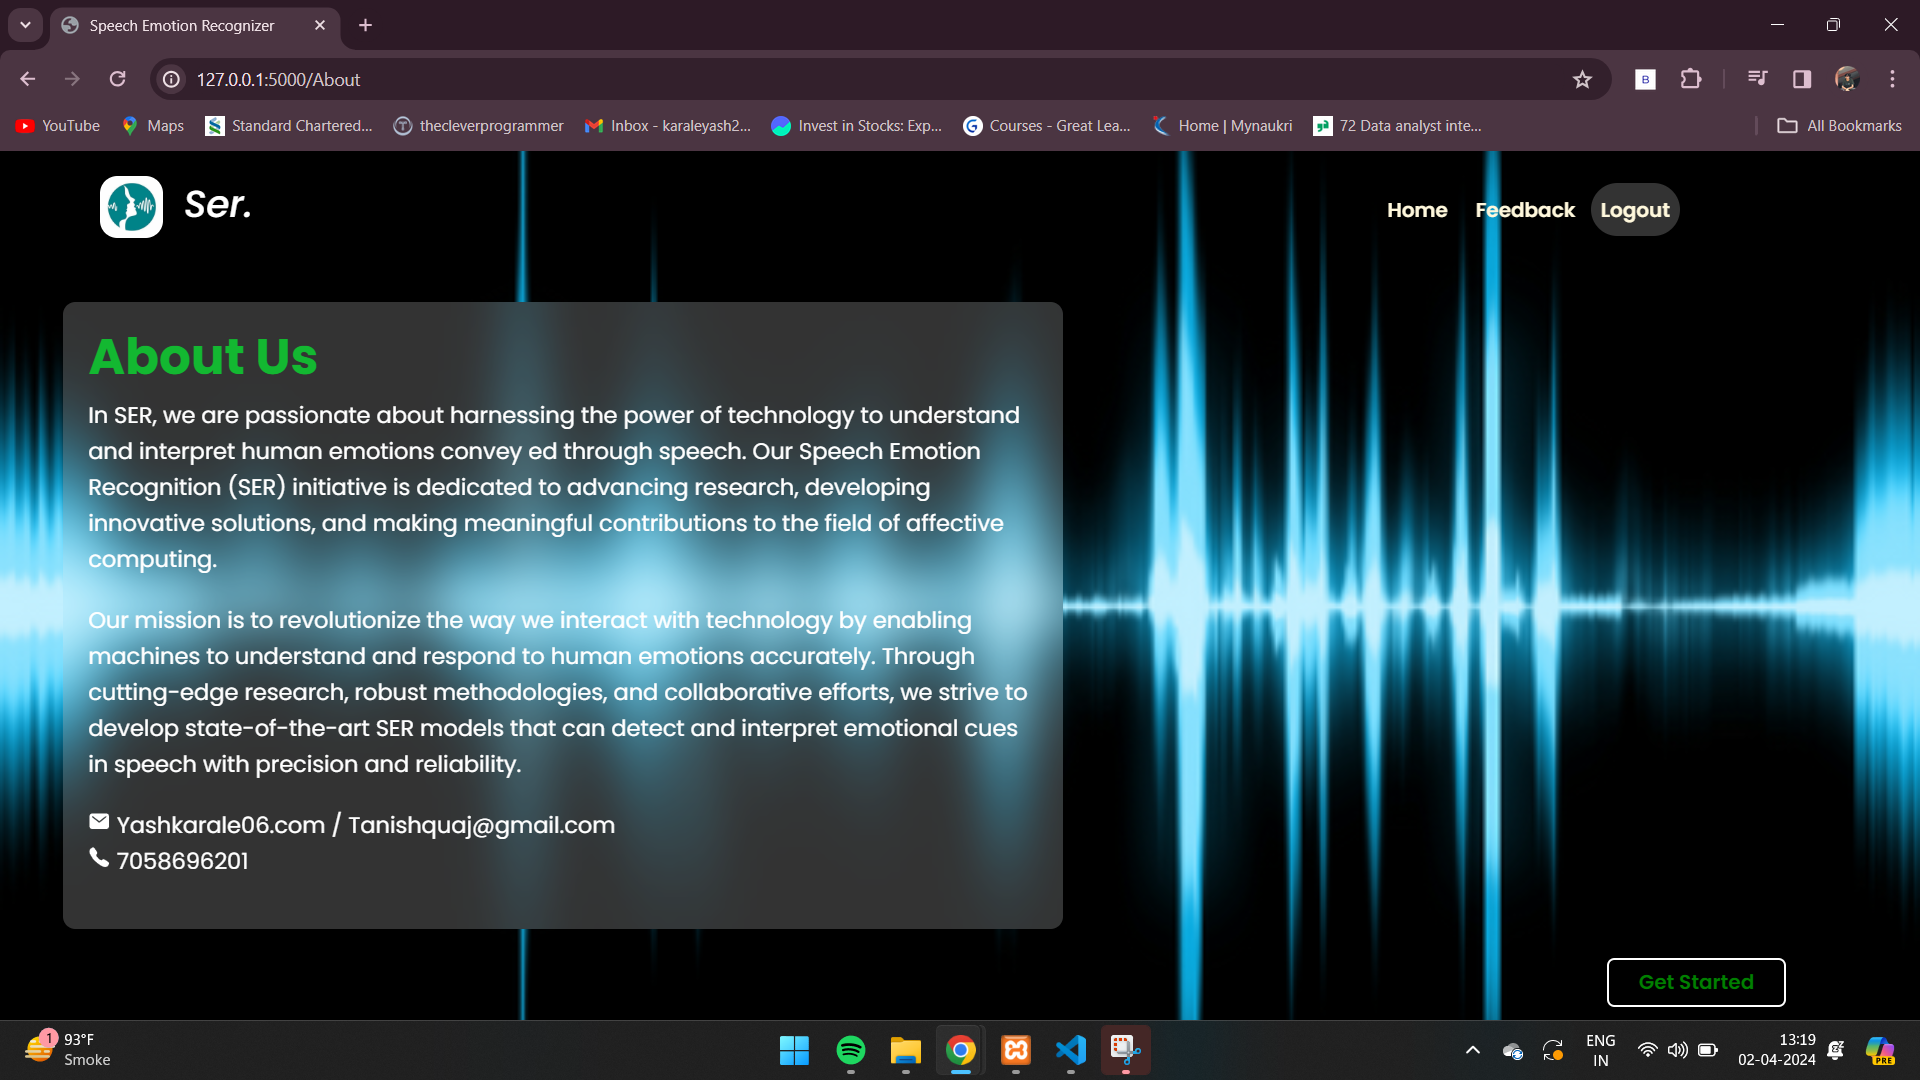 Speech Emotion Recognizer
127.0.0.1:5000/About
B
YouTube
Maps
Standard Chartered...
thecleverprogrammer
Inbox - karaleyash2...
Invest in Stocks: Exp...
Courses - Great Lea...
Home | Mynaukri
72 Data analyst inte...
All Bookmarks
Ser.
Home
Feedback
Logout
About Us
In SER, we are passionate about harnessing the power of technology to understand
and interpret human emotions convey ed through speech. Our Speech Emotion
Recognition (SER) initiative is dedicated to advancing research, developing
innovative solutions, and making meaningful contributions to the field of affective
computing.
Our mission is to revolutionize the way we interact with technology by enabling
machines to understand and respond to human emotions accurately. Through
cutting-edge research, robust methodologies, and collaborative efforts, we strive to
develop state-of-the-art SER models that can detect and interpret emotional cues
in speech with precision and reliability.
Yashkarale06.com / Tanishquaj@gmail.com
7058696201
Get Started
1
93°F
Smoke
ENG
IN
13:19
02-04-2024
PRE